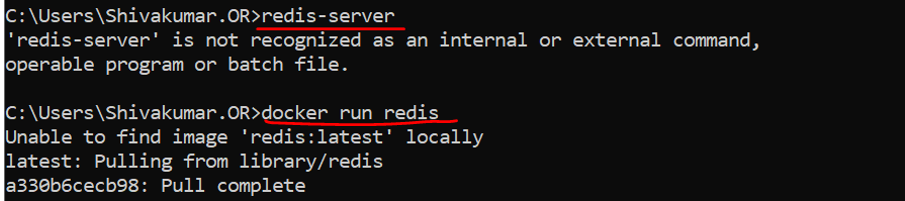 C:\Users\Shivakumar.OR>redis-server
'redis-server' is not recognized as an internal or external command,
operable program or batch file.
C:\Users\Shivakumar.OR>docker run redis
Unable to find image 'redis:latest' locally
latest: Pulling from library/redis
a330b6cecb98: Pull complete